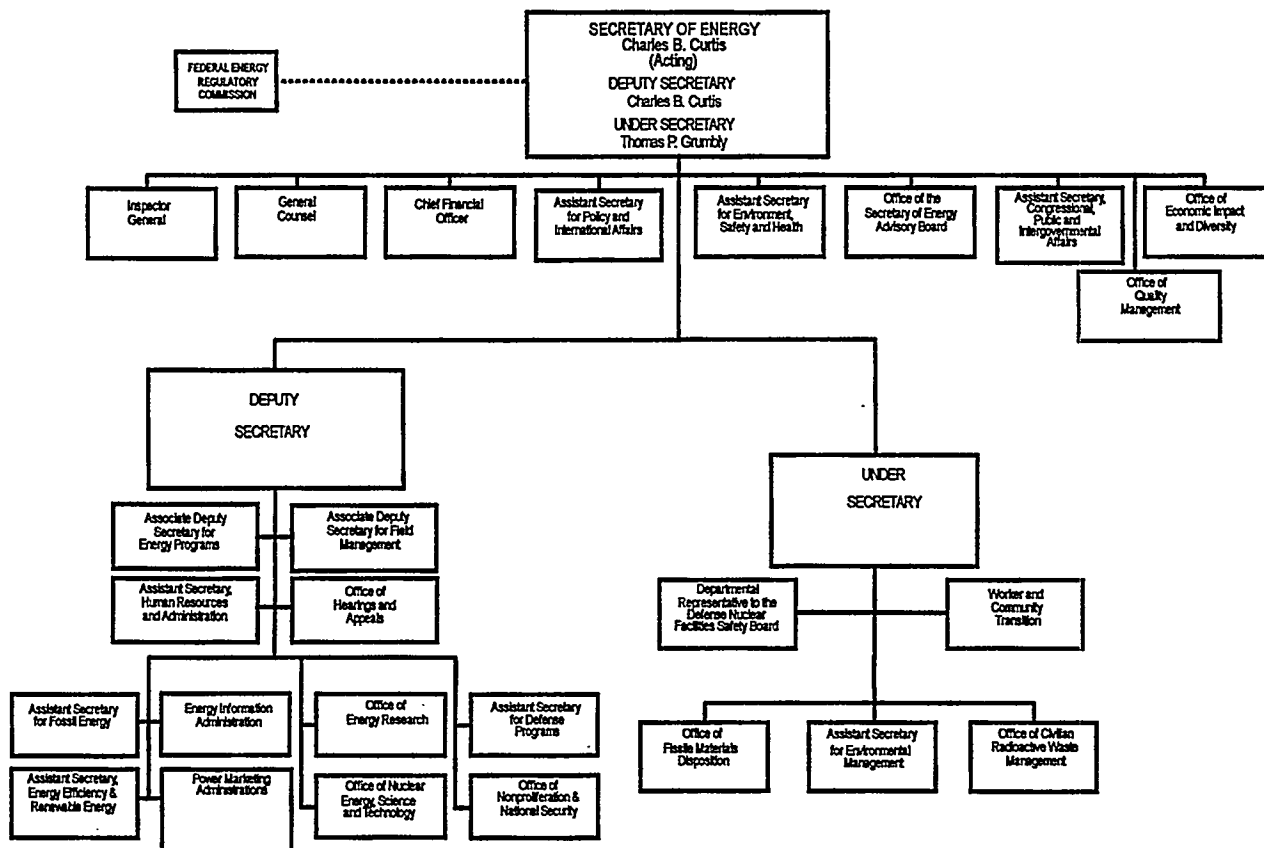 SECRETARY OF ENERGY
Charles B. Curtis
(Acting)
DEPUTY SECRETARY
Charles B. Curtis
UNDER SECRETARY
Thomas P. Grumbly
FEDERAL ENERGY
REGULATORY
COMMISSION
Inspector
General
General
Counsel
Chief Financial
Officer
Assistant Secretary
for Policy and
International Affairs
Assistant Secretary
for Environment,
Safety and Health
Office of the
Secretary of Energy
Advisory Board
Assistant Secretary,
Congressional,
Public and
Intergovernmental
Affairs
Office of
Economic Impact
and Diversity
Office of
Quality
Management
DEPUTY
SECRETARY
UNDER
SECRETARY
Associate Deputy
Secretary for
Energy Programs
Associate Deputy
Secretary for Field
Management
Assistant Secretary,
Human Resources
and Administration
Office of
Hearings and
Appeals
Departmental
Representative to the
Defense Nuclear
Facilities Safety Board
Worker and
Community
Transition
Assistant Secretary
for Fossil Energy
Energy Information
Administration
Office of
Energy Research
Assistant Secretary
for Defense
Programs
Assistant Secretary,
Energy Efficiency &
Renewable Energy
Power Marketing
Administrations
Office of Nuclear
Energy, Science
and Technology
Office of
Nonproliferation &
National Security
Office of
Fissile Materials
Disposition
Assistant Secretary
for Environmental
Management
Office of Civilian
Radioactive Waste
Management